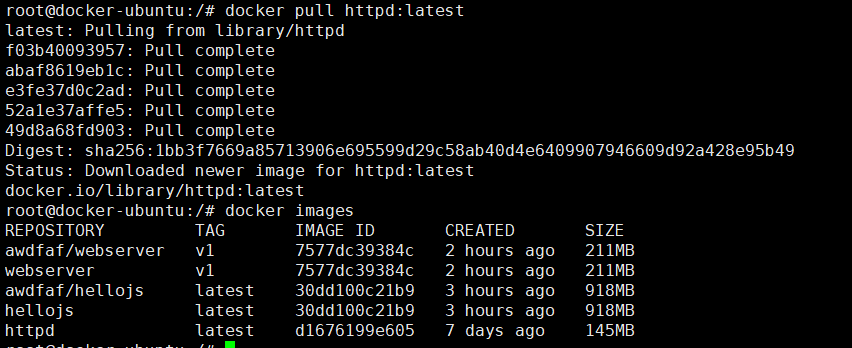 root@docker-ubuntu:/# docker pull httpd:latest
latest: Pulling from library/httpd
f03b40093957: Pull complete
abaf8619eb1c: Pull complete
e3fe37d0c2ad: Pull complete
52a1e37affe5: Pull complete
49d8a68fd903: Pull complete
Digest: sha256:1bb3f7669a85713906e695599d29c58ab40d4e6409907946609d92a428e95b49
Status: Downloaded newer image for httpd:latest
docker.io/library/httpd:latest
root@docker-ubuntu:/# docker images
REPOSITORY         TAG       IMAGE ID       CREATED       SIZE
awdfaf/webserver   v1        7577dc39384c   2 hours ago   211MB
webserver          v1        7577dc39384c   2 hours ago   211MB
awdfaf/hellojs     latest    30dd100c21b9   3 hours ago   918MB
hellojs            latest    30dd100c21b9   3 hours ago   918MB
httpd              latest    d1676199e605   7 days ago    145MB
root@docker-ubuntu:/#